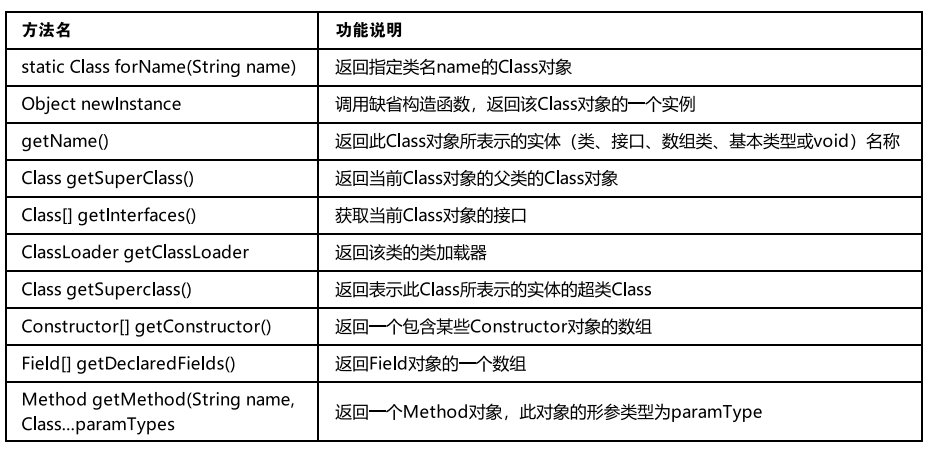 方法名 功能说明
static Class forName(String name) 返回指定类名name的Class对象
Object newInstance 调用缺省构造函数，返回该Class对象的一个实例
getName() 返回此Class对象所表示的实体（类、接口、数组类、基本类型或void）名称
Class getSuperClass() 返回当前Class对象的父类的Class对象
Class[] getInterfaces() 获取当前Class对象的接口
ClassLoader getClassLoader 返回该类的类加载器
Class getSuperclass() 返回表示此Class所表示的实体的超类Class
Constructor[] getConstructor() 返回一个包含某些Constructor对象的数组
Field[] getDeclaredFields() 返回Field对象的一个数组
Method getMethod(String name,
Class…paramTypes 返回一个Method对象，此对象的形参类型为paramType